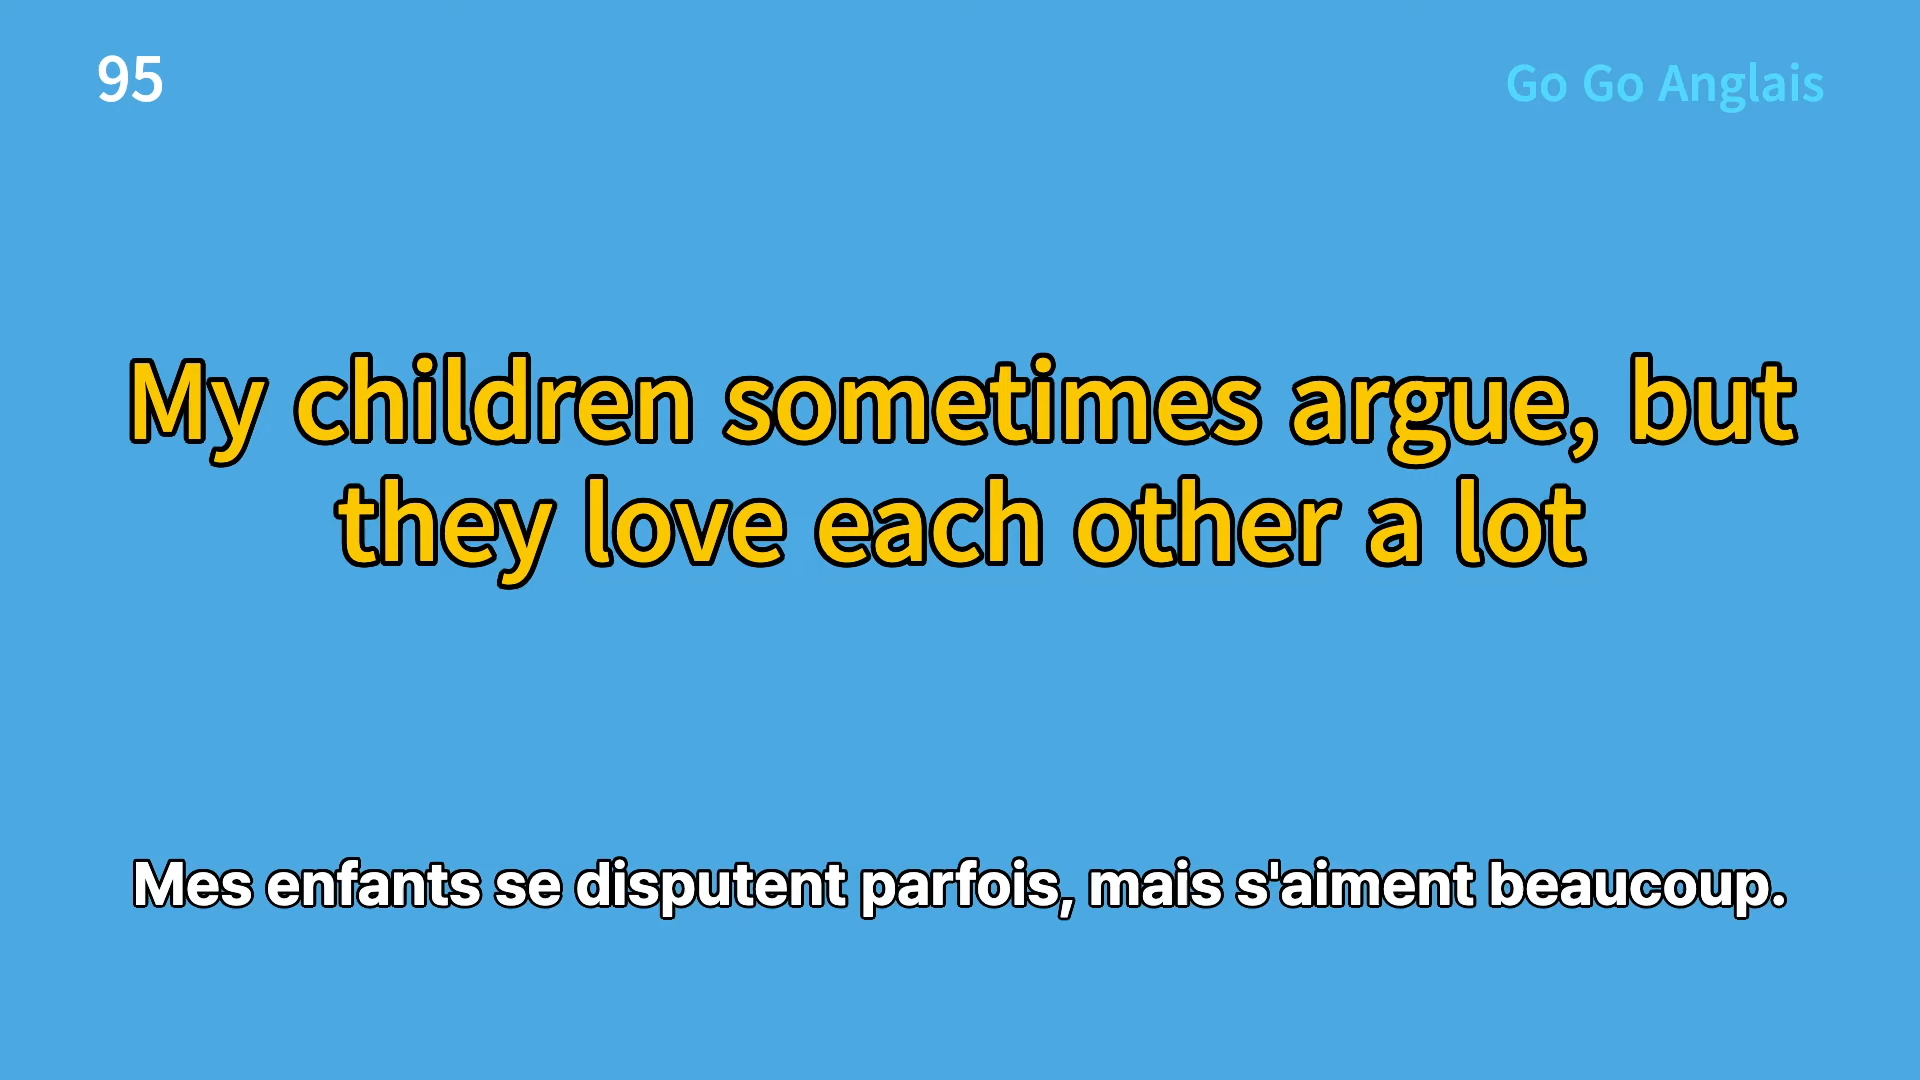 95
Go Go Anglais
My children sometimes argue, but
they love each other a lot
Mes enfants se disputent parfois, mais s'aiment beaucoup.